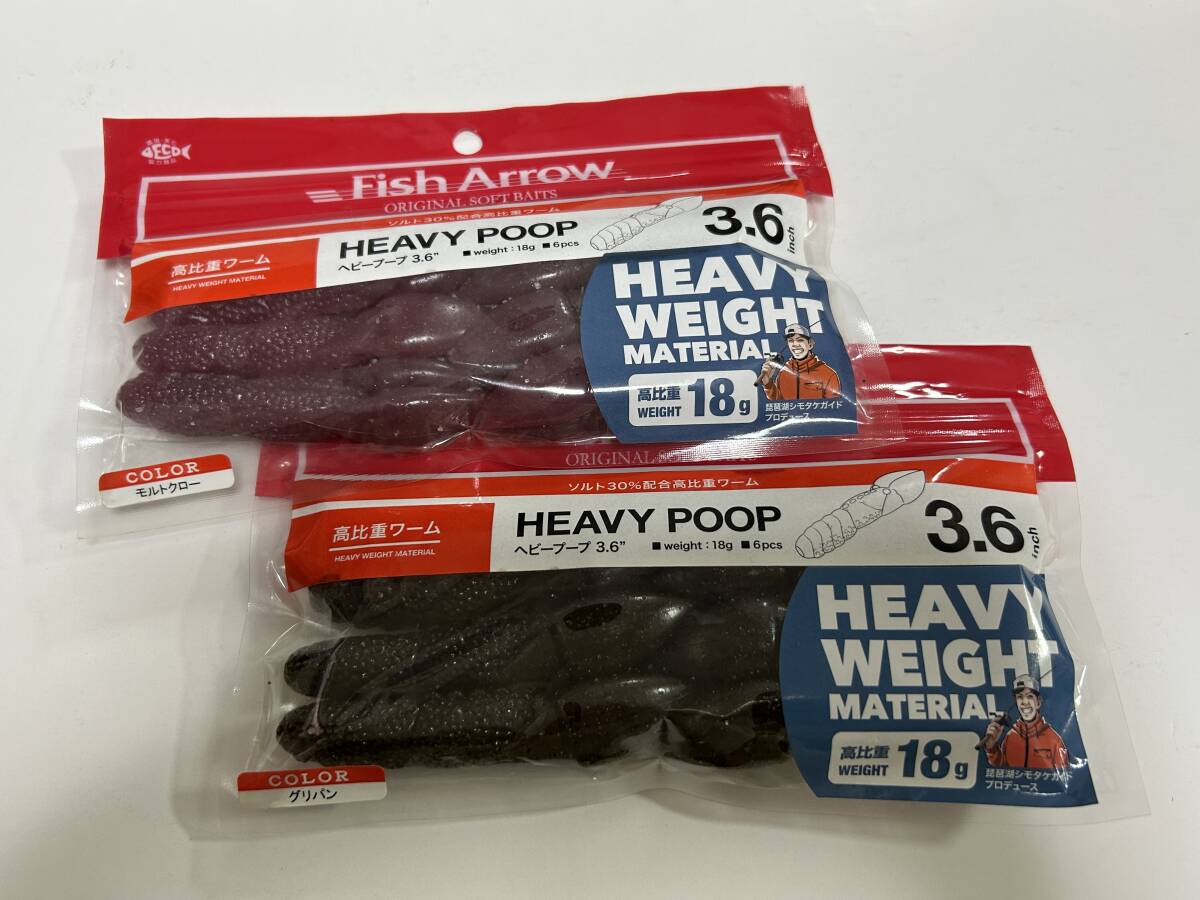 ECO
Fish Arrow
ORIGINAL SOFT BAITS
ソルト30%配合高比重ワーム
高比重ワーム
HEAVY WEIGHT MATERIAL
HEAVY POOP
ヘビープープ 3.6” ■weight:18g ■6pcs
3.6 inch
HEAVY
WEIGHT
MATERIAL
高比重
WEIGHT
18g
琵琶湖シモタケガイド
プロデュース
COLOR
モルトクロー
ORIGINAL
ソルト30%配合高比重ワーム
高比重ワーム
HEAVY WEIGHT MATERIAL
HEAVY POOP
ヘビープープ 3.6” ■weight:18g ■6pcs
3.6 inch
HEAVY
WEIGHT
MATERIAL
高比重
WEIGHT
18g
琵琶湖シモタケガイド
プロデュース
COLOR
グリパン